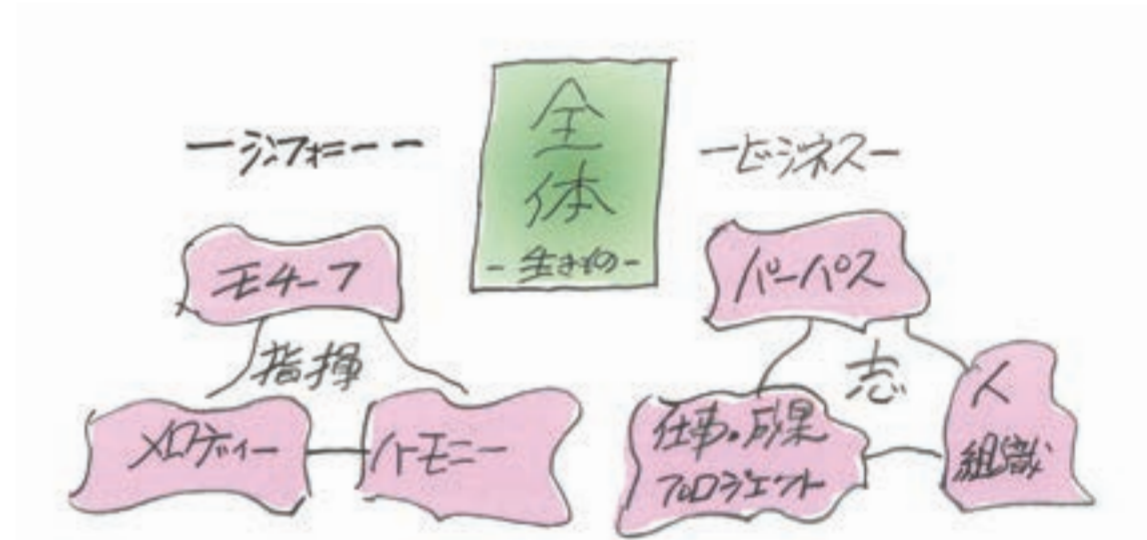 全体
- 生きもの -
ーシンフォニーー
モチーフ
指揮
メロディー
ハーモニー
ービジネスー
パーパス
志
仕事。成果
プロジェクト
人
組織